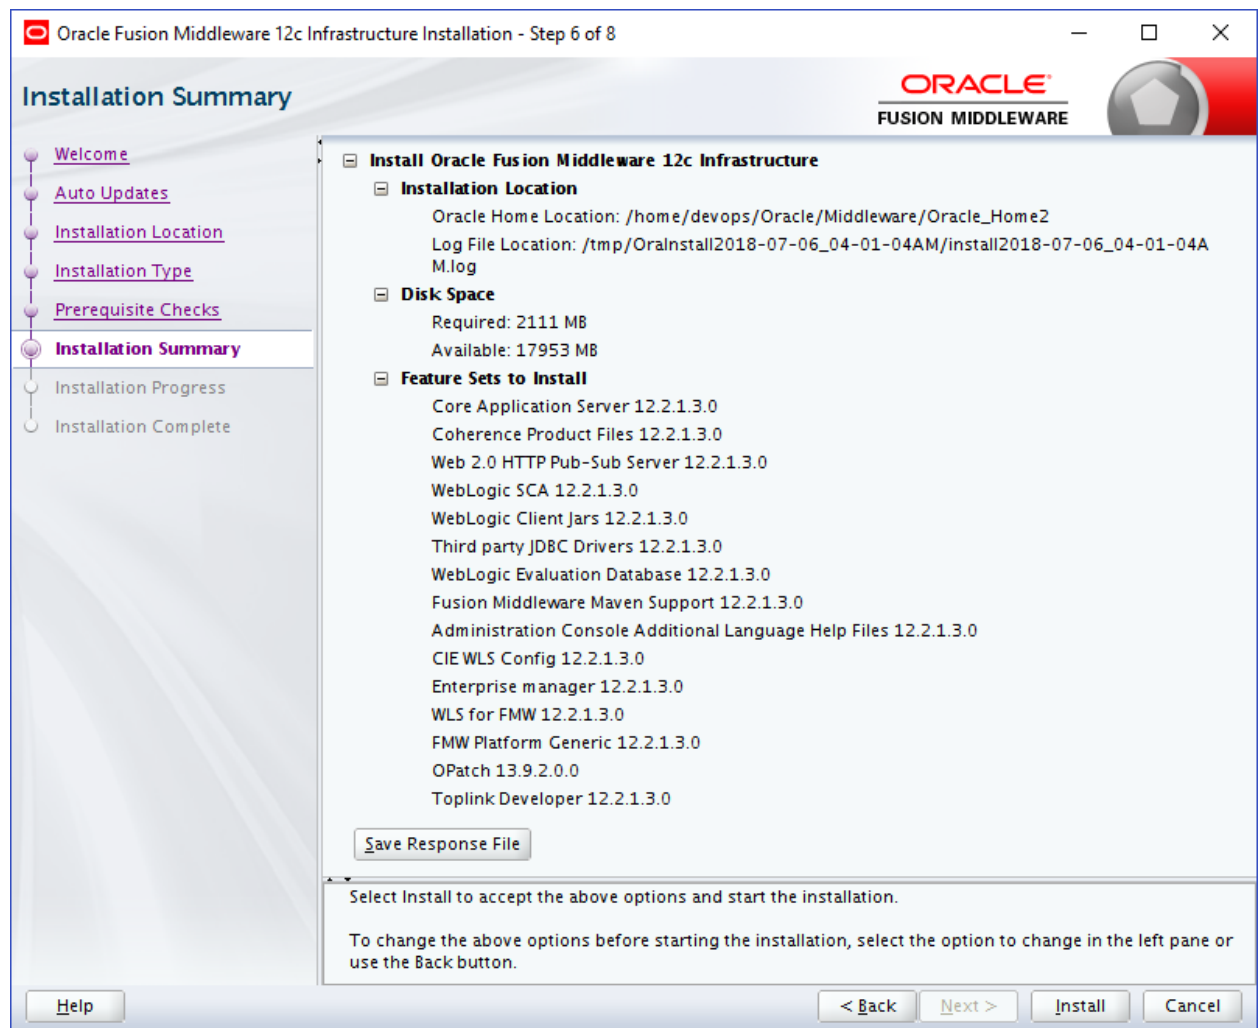 Oracle Fusion Middleware 12c Infrastructure Installation - Step 6 of 8
Installation Summary
ORACLE
FUSION MIDDLEWARE
Welcome
Auto Updates
Installation Location
Installation Type
Prerequisite Checks
Installation Summary
Installation Progress
Installation Complete
Install Oracle Fusion Middleware 12c Infrastructure
Installation Location
Oracle Home Location: /home/devops/Oracle/Middleware/Oracle_Home2
Log File Location: /tmp/OraInstall2018-07-06_04-01-04AM/install2018-07-06_04-01-04A
M.log
Disk Space
Required: 2111 MB
Available: 17953 MB
Feature Sets to Install
Core Application Server 12.2.1.3.0
Coherence Product Files 12.2.1.3.0
Web 2.0 HTTP Pub-Sub Server 12.2.1.3.0
WebLogic SCA 12.2.1.3.0
WebLogic Client Jars 12.2.1.3.0
Third party JDBC Drivers 12.2.1.3.0
WebLogic Evaluation Database 12.2.1.3.0
Fusion Middleware Maven Support 12.2.1.3.0
Administration Console Additional Language Help Files 12.2.1.3.0
CIE WLS Config 12.2.1.3.0
Enterprise manager 12.2.1.3.0
WLS for FMW 12.2.1.3.0
FMW Platform Generic 12.2.1.3.0
OPatch 13.9.2.0.0
Toplink Developer 12.2.1.3.0
Save Response File
Select Install to accept the above options and start the installation.
To change the above options before starting the installation, select the option to change in the left pane or
use the Back button.
Help
< Back
Next >
Install
Cancel